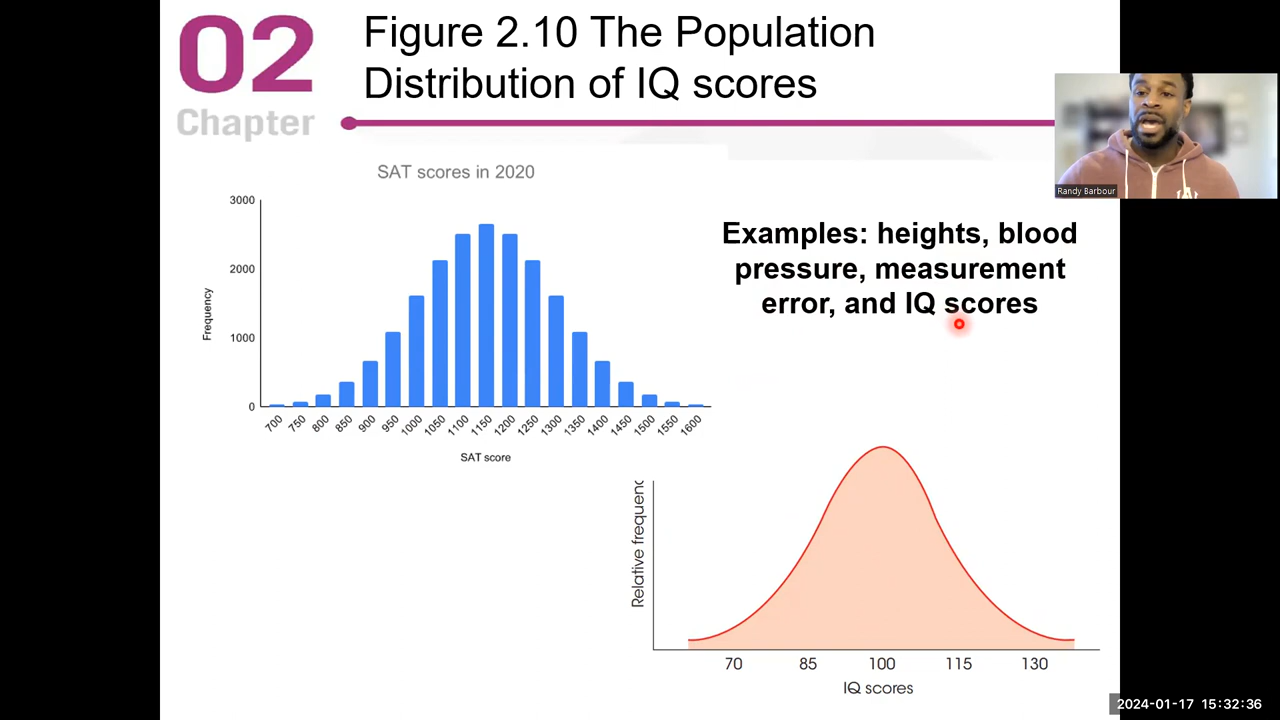 02
Chapter
Figure 2.10 The Population
Distribution of IQ scores
Randy Barbour
SAT scores in 2020
3000
2000
1000
0
Frequency
700 750 800 850 900 950 1000 1050 1100 1150 1200 1250 1300 1350 1400 1450 1500 1550 1600
SAT score
Examples: heights, blood
pressure, measurement
error, and IQ scores
Relative frequenc
70 85 100 115 130
IQ scores
2024-01-17 15:32:36